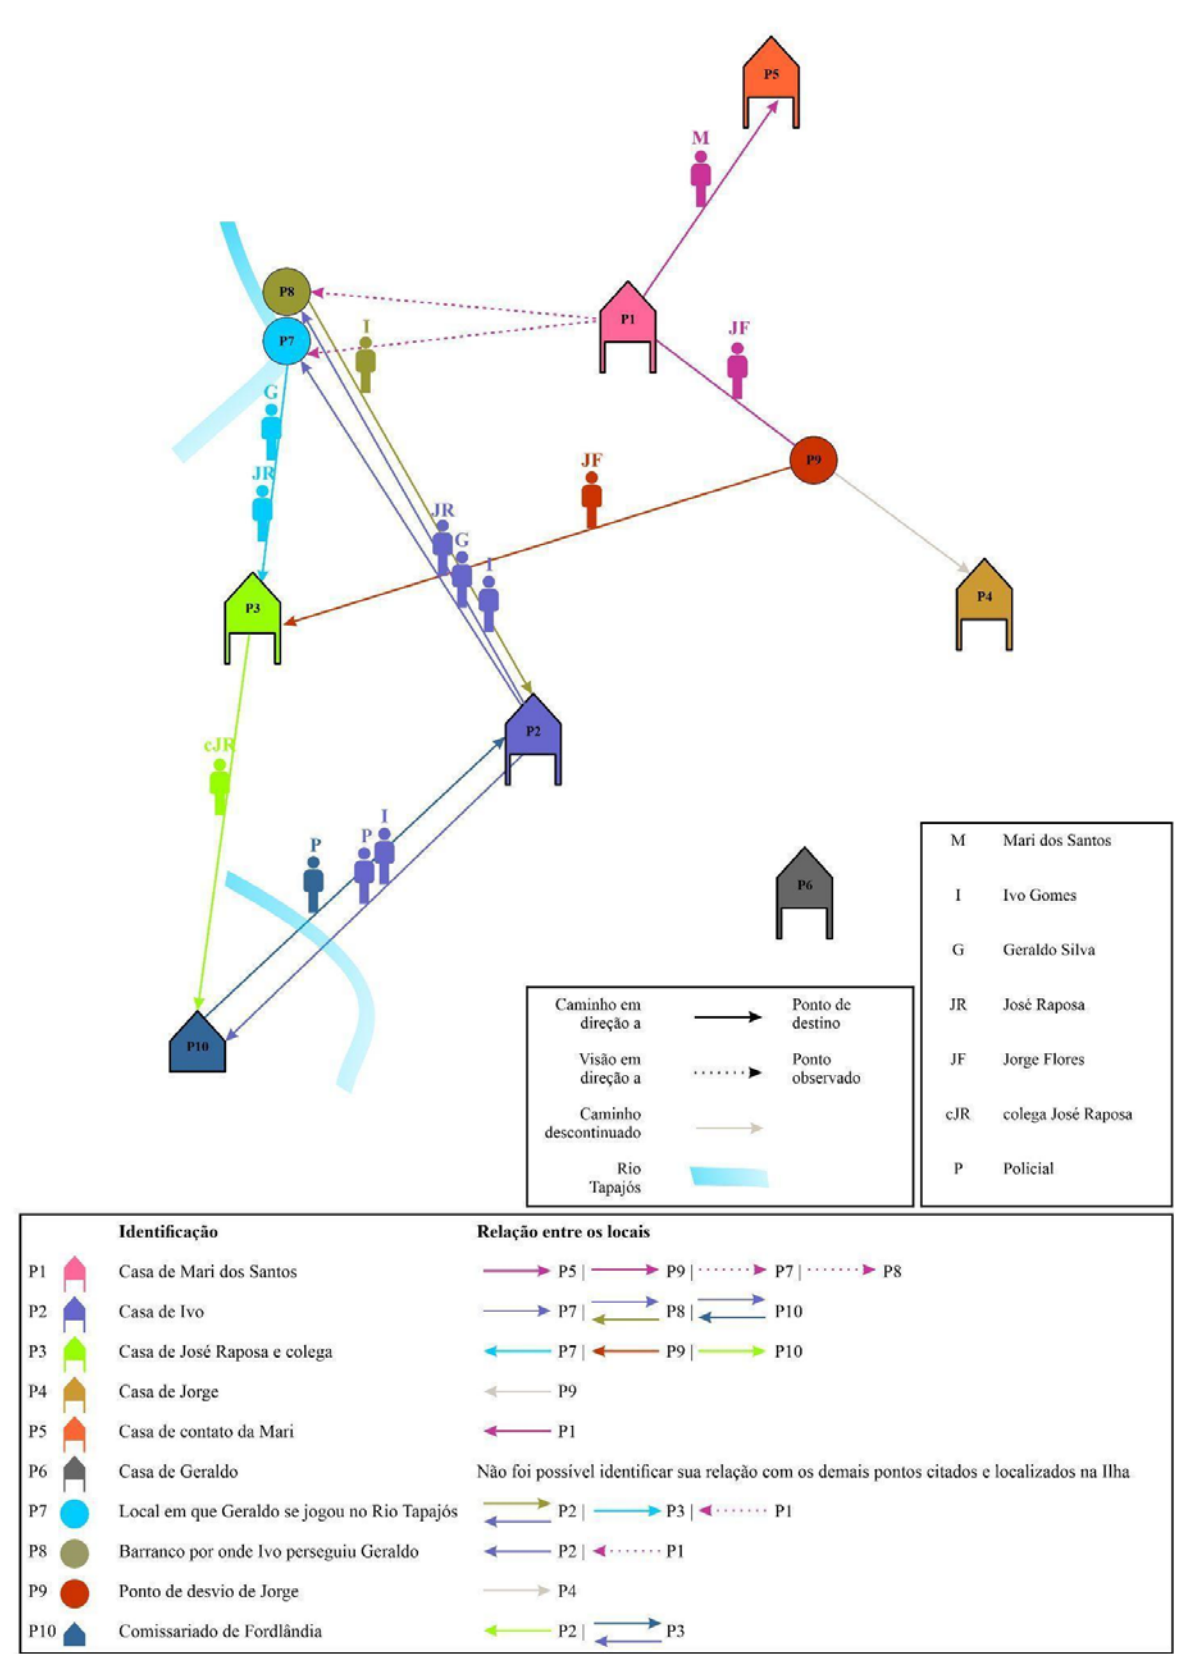 P5
M
P8
P7
I
P1
JF
G
JR
JF
P9
JR
G
I
P3
P4
P2
cJR
P
P
I
P6
P10
M Mari dos Santos
I Ivo Gomes
G Geraldo Silva
JR José Raposa
JF Jorge Flores
cJR colega José Raposa
P Policial
Caminho em
direção a
Ponto de
destino
Visão em
direção a
Ponto
observado
Caminho
descontinuado
Rio
Tapajós
Identificação Relação entre os locais
P1 Casa de Mari dos Santos P5 | P9 | P7 | P8
P2 Casa de Ivo P7 | P8 | P10
P3 Casa de José Raposa e colega P7 | P9 | P10
P4 Casa de Jorge P9
P5 Casa de contato da Mari P1
P6 Casa de Geraldo Não foi possível identificar sua relação com os demais pontos citados e localizados na Ilha
P7 Local em que Geraldo se jogou no Rio Tapajós P2 | P3 | P1
P8 Barranco por onde Ivo perseguiu Geraldo P2 | P1
P9 Ponto de desvio de Jorge P4
P10 Comissariado de Fordlândia P2 | P3